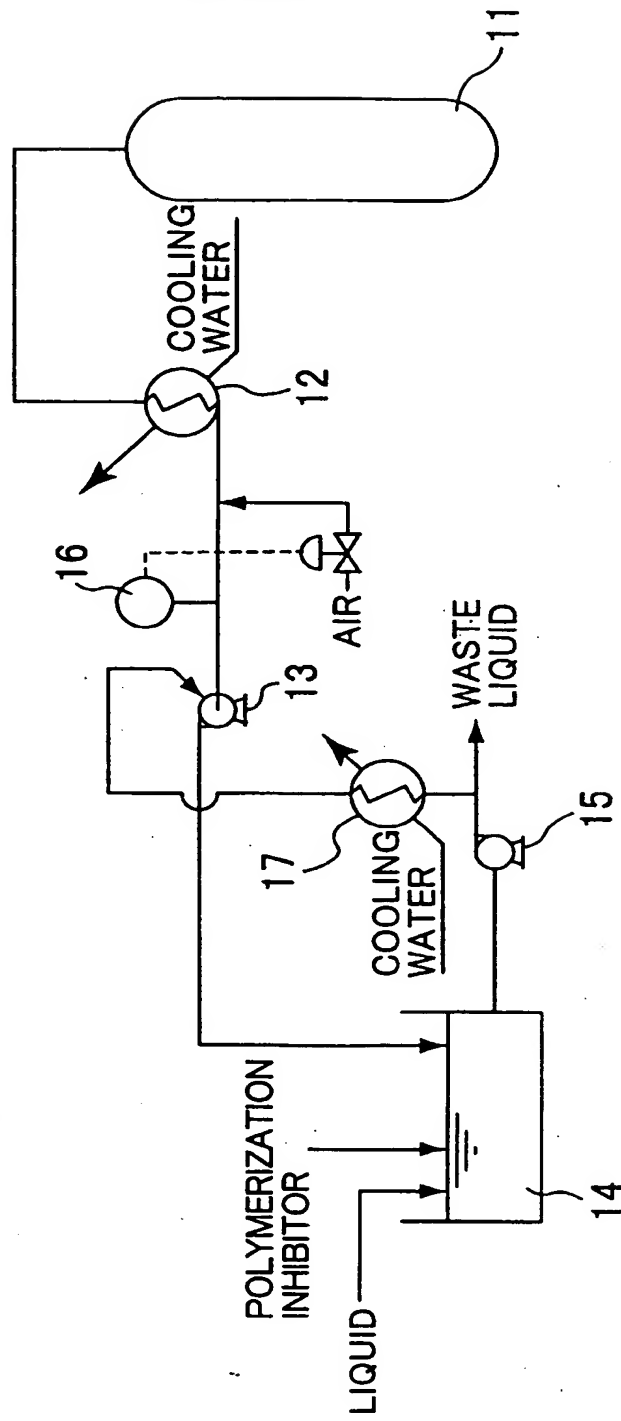 11
COOLING
WATER
12
16
AIR
13
WASTE
LIQUID
17
COOLING
WATER
15
POLYMERIZATION
INHIBITOR
LIQUID
14